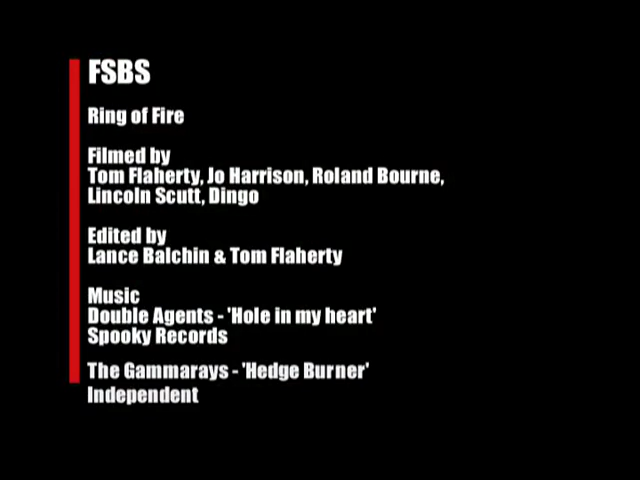 FSBS
Ring of Fire
Filmed by
Tom Flaherty, Jo Harrison, Roland Bourne,
Lincoln Scutt, Dingo
Edited by
Lance Balchin & Tom Flaherty
Music
Double Agents - 'Hole in my heart'
Spooky Records
The Gammarays - 'Hedge Burner'
Independent